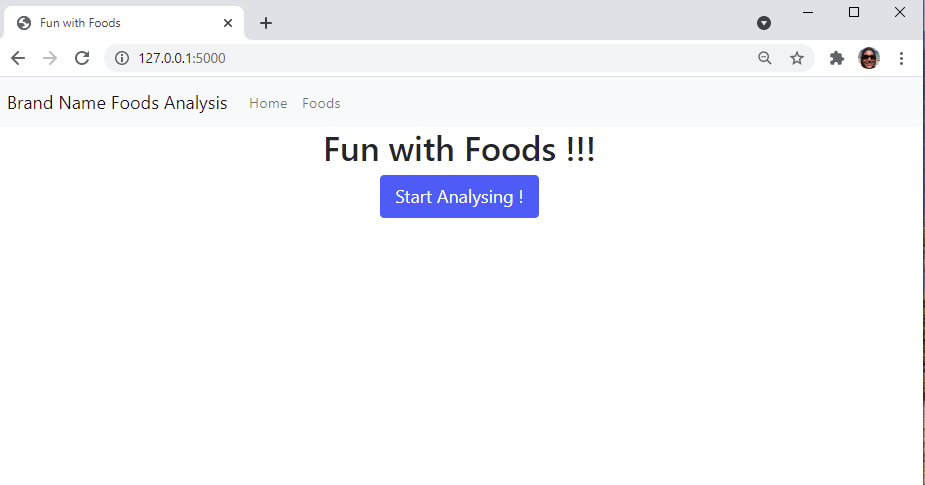 Fun with Foods
127.0.0.1:5000
Brand Name Foods Analysis Home Foods
Fun with Foods !!!
Start Analysing !